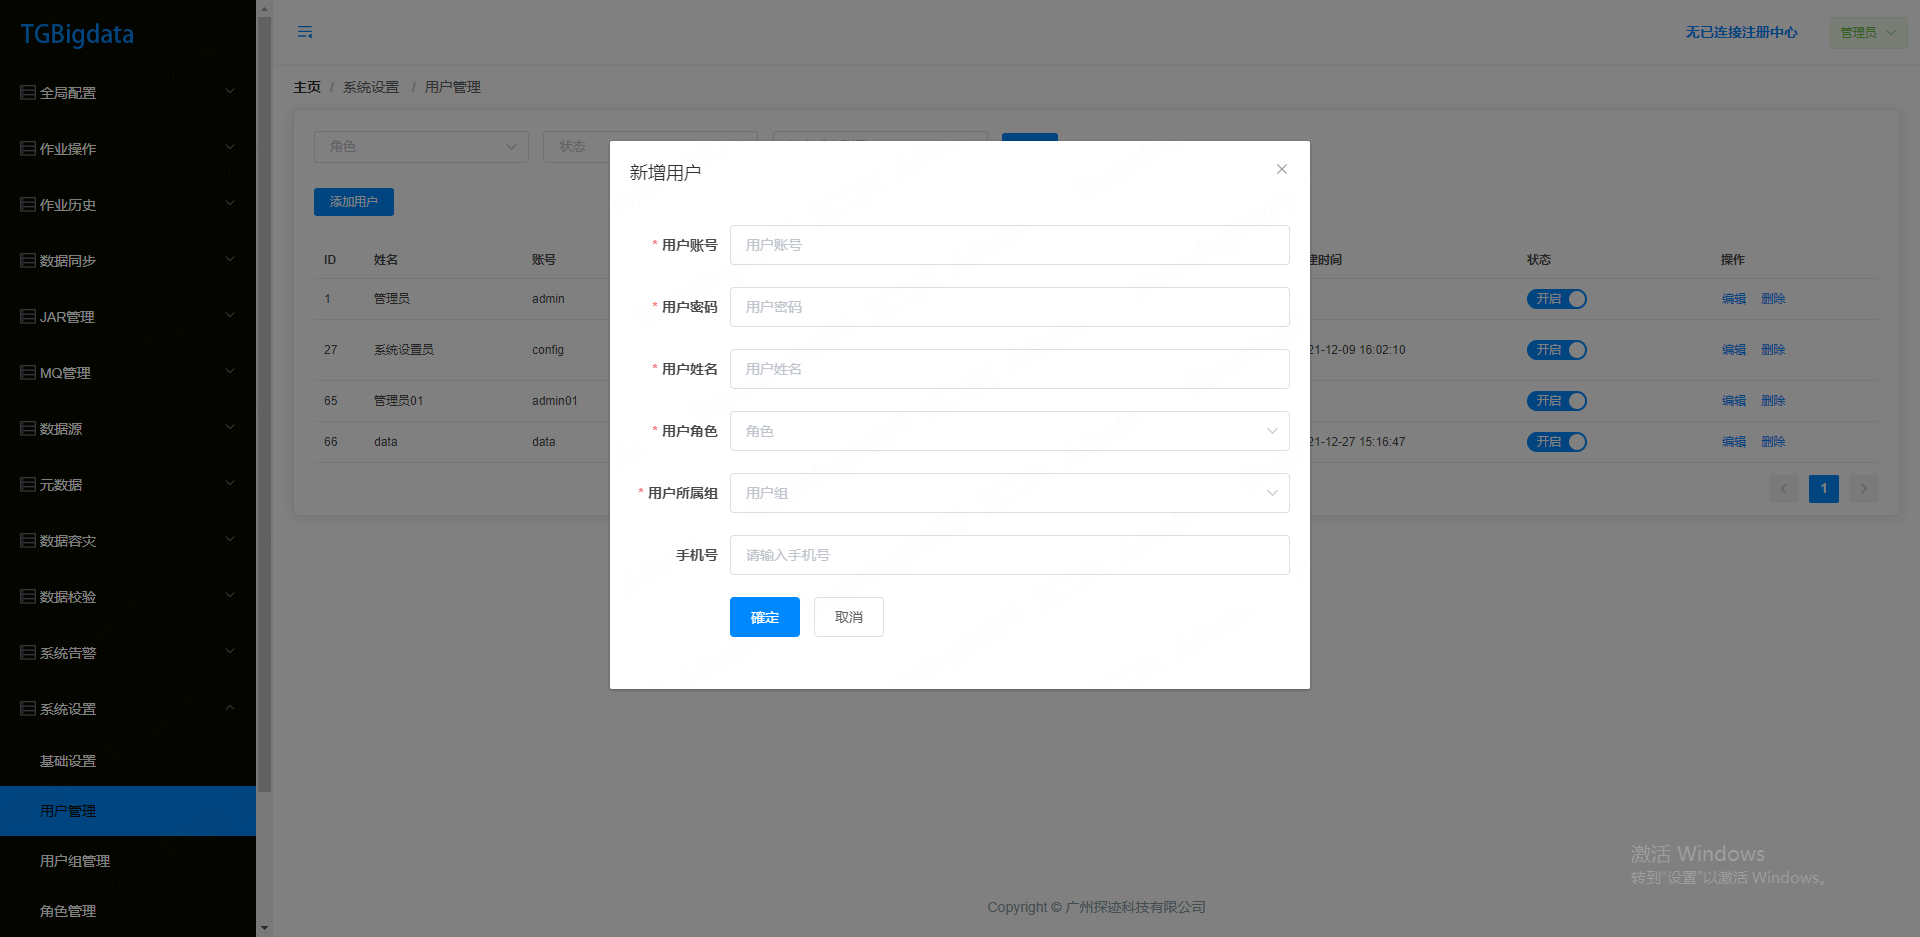 TGBigdata
全局配置
作业操作
作业历史
数据同步
JAR管理
MQ管理
数据源
元数据
数据容灾
数据校验
系统告警
系统设置
基础设置
用户管理
用户组管理
角色管理
无已连接注册中心
管理员
主页 / 系统设置 / 用户管理
角色
状态
添加用户
ID 姓名 账号 建时间 状态 操作
1 管理员 admin 开启 编辑 删除
27 系统设置员 config 21-12-09 16:02:10 开启 编辑 删除
65 管理员01 admin01 开启 编辑 删除
66 data data 21-12-27 15:16:47 开启 编辑 删除
1
新增用户
* 用户账号 用户账号
* 用户密码 用户密码
* 用户姓名 用户姓名
* 用户角色 角色
* 用户所属组 用户组
手机号 请输入手机号
確定 取消
激活 Windows
转到“设置”以激活 Windows。
Copyright © 广州探迹科技有限公司